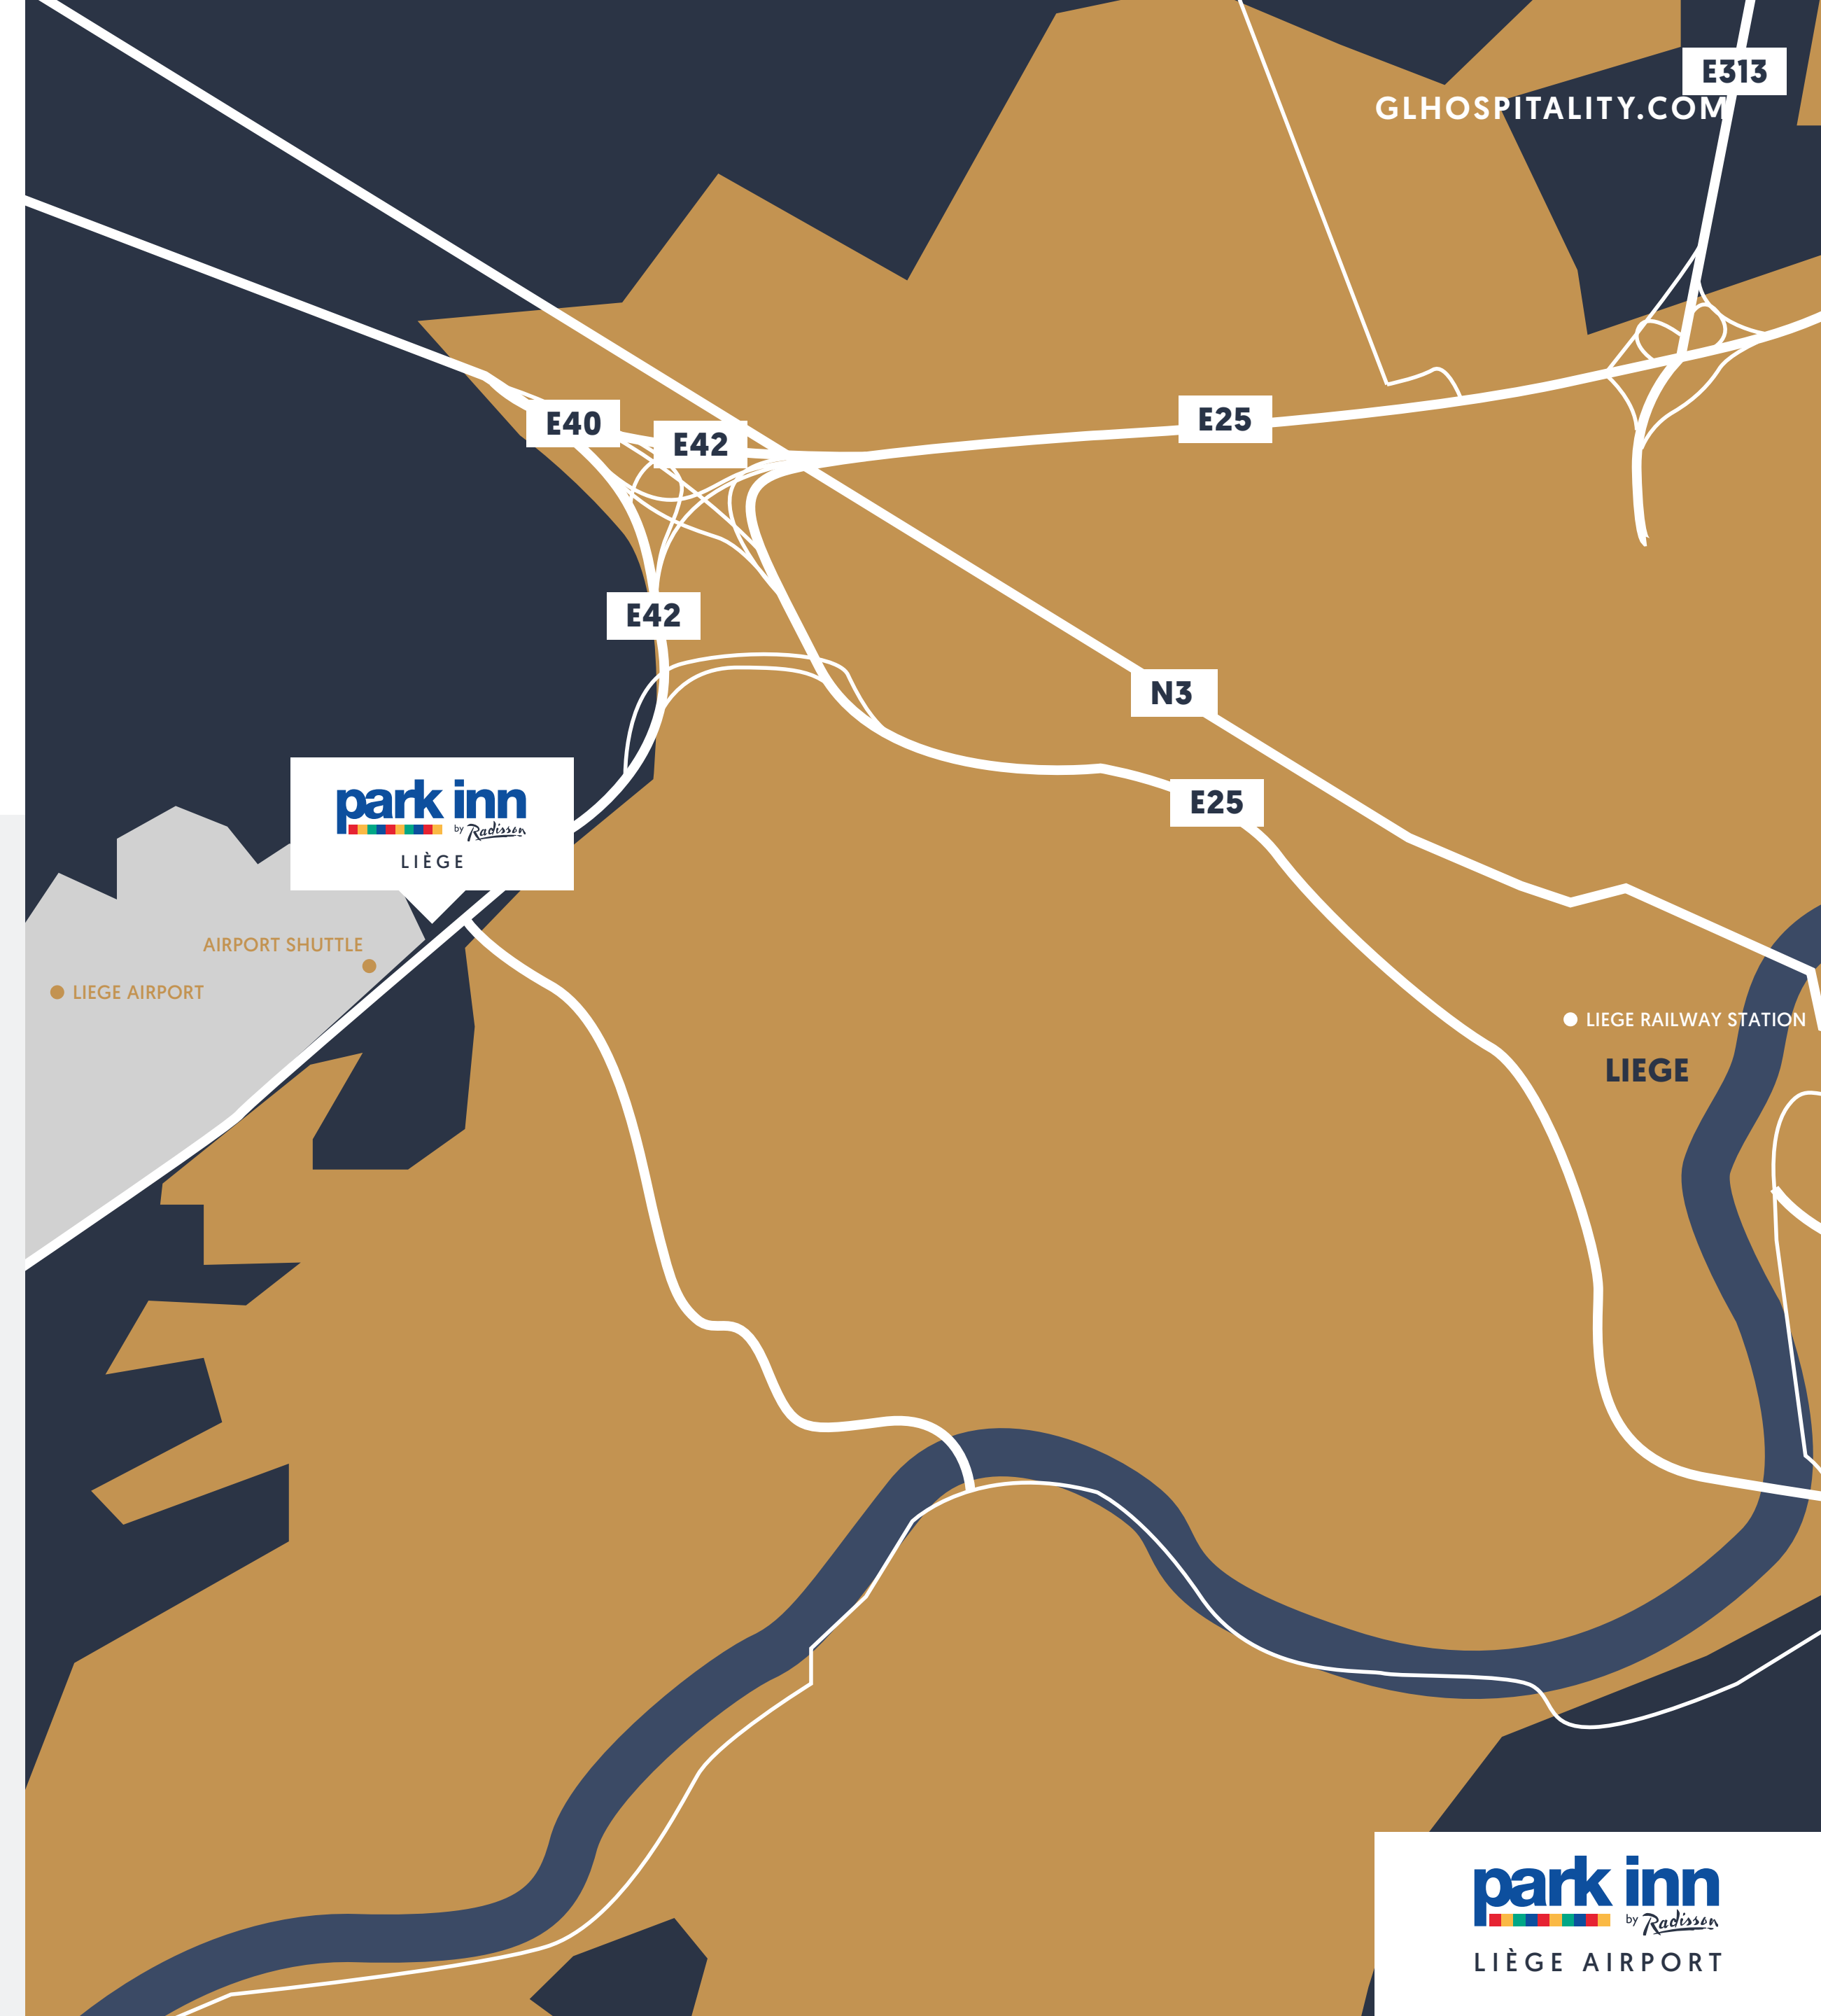 E313
GLHOSPITALITY.COM
E40
E42
E25
E42
N3
park inn
by Radisson
LIÈGE
E25
AIRPORT SHUTTLE
LIEGE AIRPORT
LIEGE RAILWAY STATION
LIEGE
park inn
by Radisson
LIÈGE AIRPORT